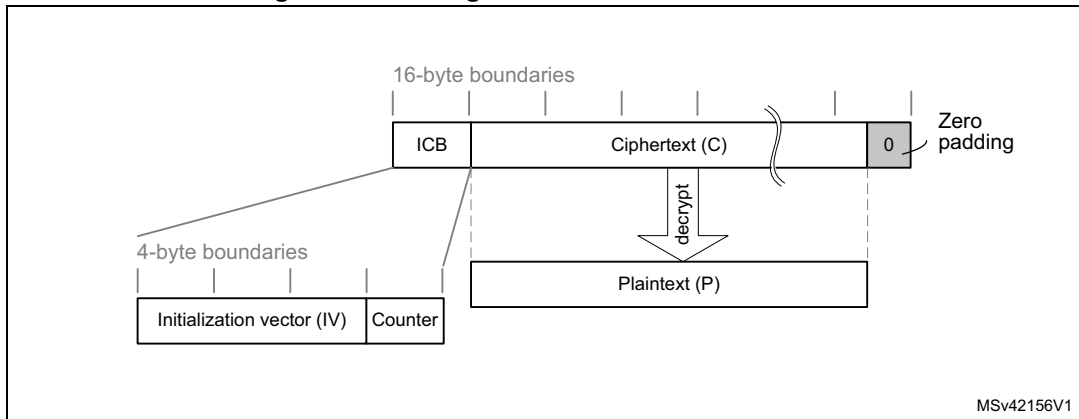 16-byte boundaries
ICB
Ciphertext (C)
0
Zero
padding
decrypt
4-byte boundaries
Initialization vector (IV)
Counter
Plaintext (P)
MSv42156V1